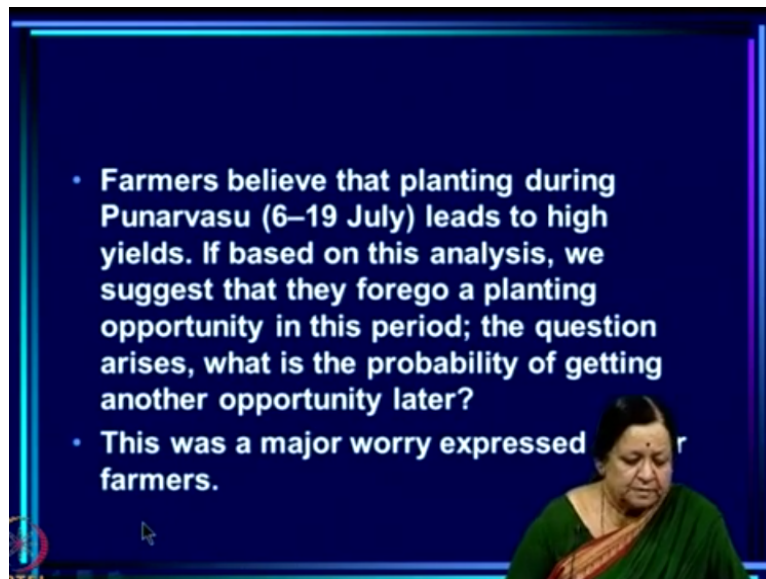 • Farmers believe that planting during
Punarvasu (6–19 July) leads to high
yields. If based on this analysis, we
suggest that they forego a planting
opportunity in this period; the question
arises, what is the probability of getting
another opportunity later?
• This was a major worry expressed
farmers.